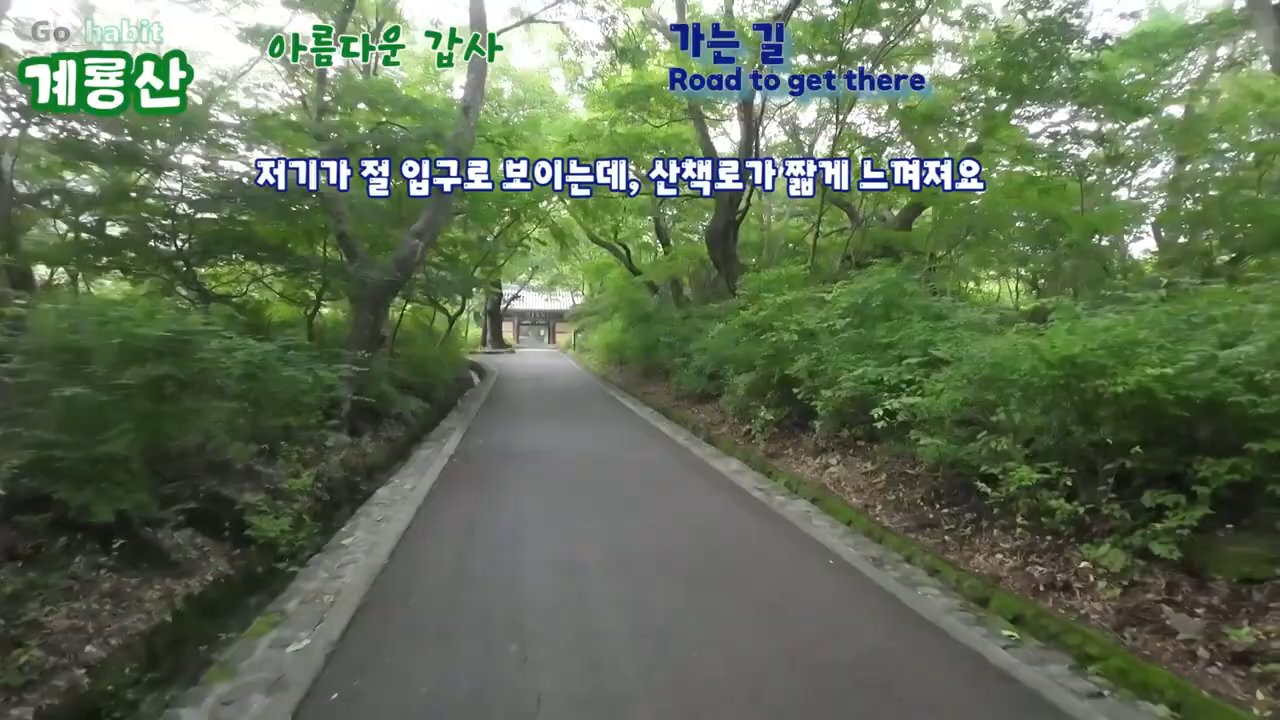 Go habit
계룡산
아름다운 갑사
가는 길
Road to get there
저기가 절 입구로 보이는데, 산책로가 짧게 느껴져요